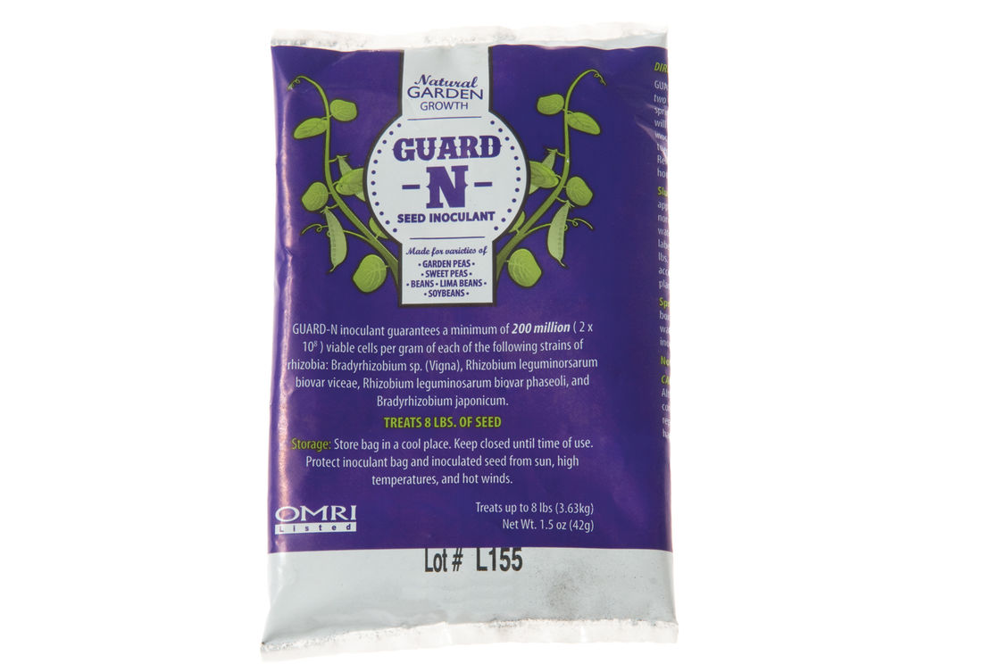 Natural
GARDEN
GROWTH
GUARD
-N-
SEED INOCULANT
Made for varieties of
• GARDEN PEAS •
• SWEET PEAS •
• BEANS • LIMA BEANS •
• SOYBEANS •
GUARD-N inoculant guarantees a minimum of 200 million ( 2 x
10⁸ ) viable cells per gram of each of the following strains of
rhizobia: Bradyrhizobium sp. (Vigna), Rhizobium leguminorsarum
biovar viceae, Rhizobium leguminosarum biovar phaseoli, and
Bradyrhizobium japonicum.
TREATS 8 LBS. OF SEED
Storage: Store bag in a cool place. Keep closed until time of use.
Protect inoculant bag and inoculated seed from sun, high
temperatures, and hot winds.
OMRI
Listed
Treats up to 8 lbs (3.63kg)
Net Wt. 1.5 oz (42g)
Lot # L155
two
lbs.